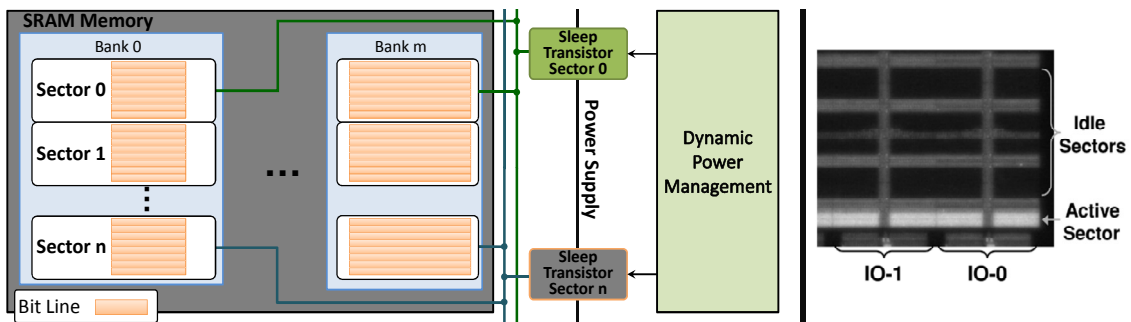 SRAM Memory
Bank 0
Sector 0
Sector 1
Sector n
...
Bank m
Bit Line
Sleep
Transistor
Sector 0
Power Supply
Sleep
Transistor
Sector n
Dynamic
Power
Management
Idle
Sectors
Active
Sector
IO-1
IO-0